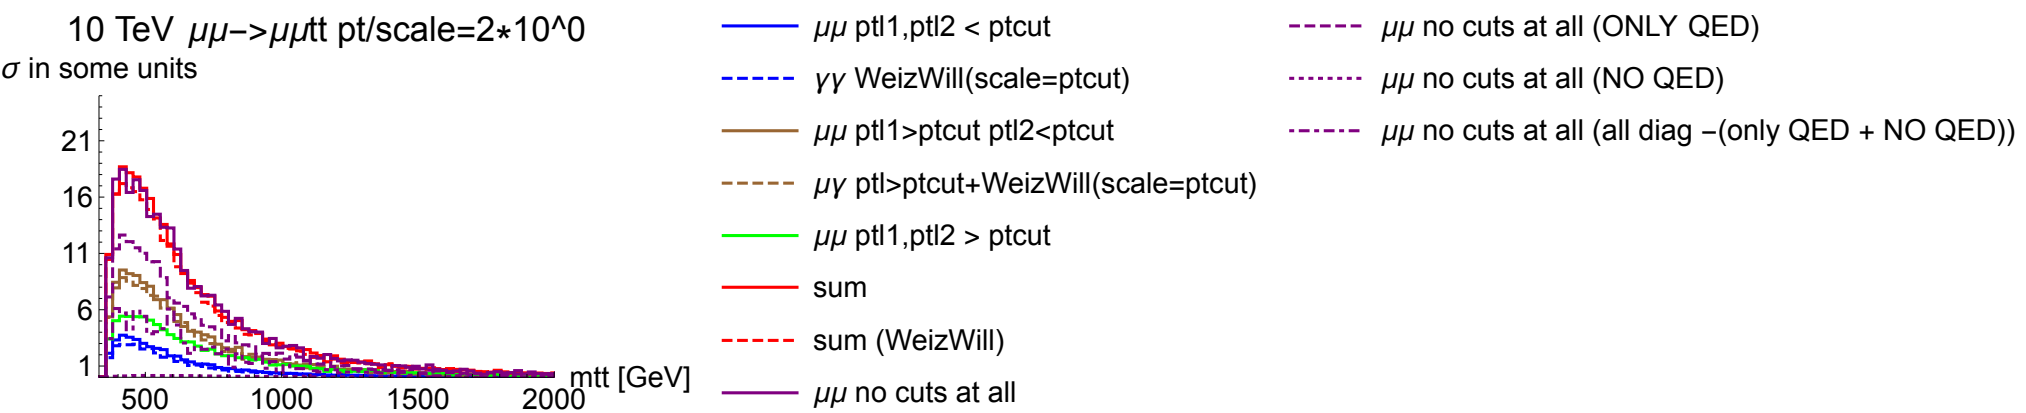 10 TeV μμ->μμtt pt/scale=2*10^0
σ in some units
21
16
11
6
1
500
1000
1500
2000
mtt [GeV]
μμ ptl1,ptl2 < ptcut
γγ WeizWill(scale=ptcut)
μμ ptl1>ptcut ptl2<ptcut
μγ ptl>ptcut+WeizWill(scale=ptcut)
μμ ptl1,ptl2 > ptcut
sum
sum (WeizWill)
μμ no cuts at all
μμ no cuts at all (ONLY QED)
μμ no cuts at all (NO QED)
μμ no cuts at all (all diag −(only QED + NO QED))